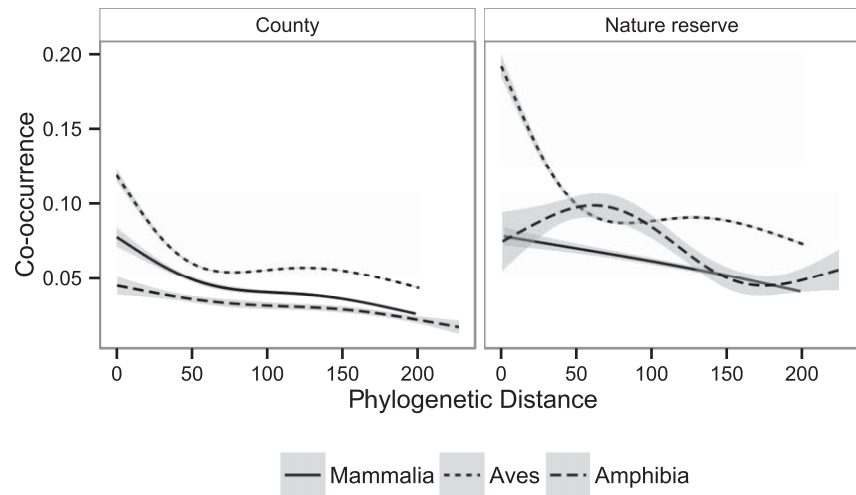 County
Nature reserve
0.20
0.15
0.10
0.05
Co-occurrence
0 50 100 150 200
0 50 100 150 200
Phylogenetic Distance
Mammalia Aves Amphibia